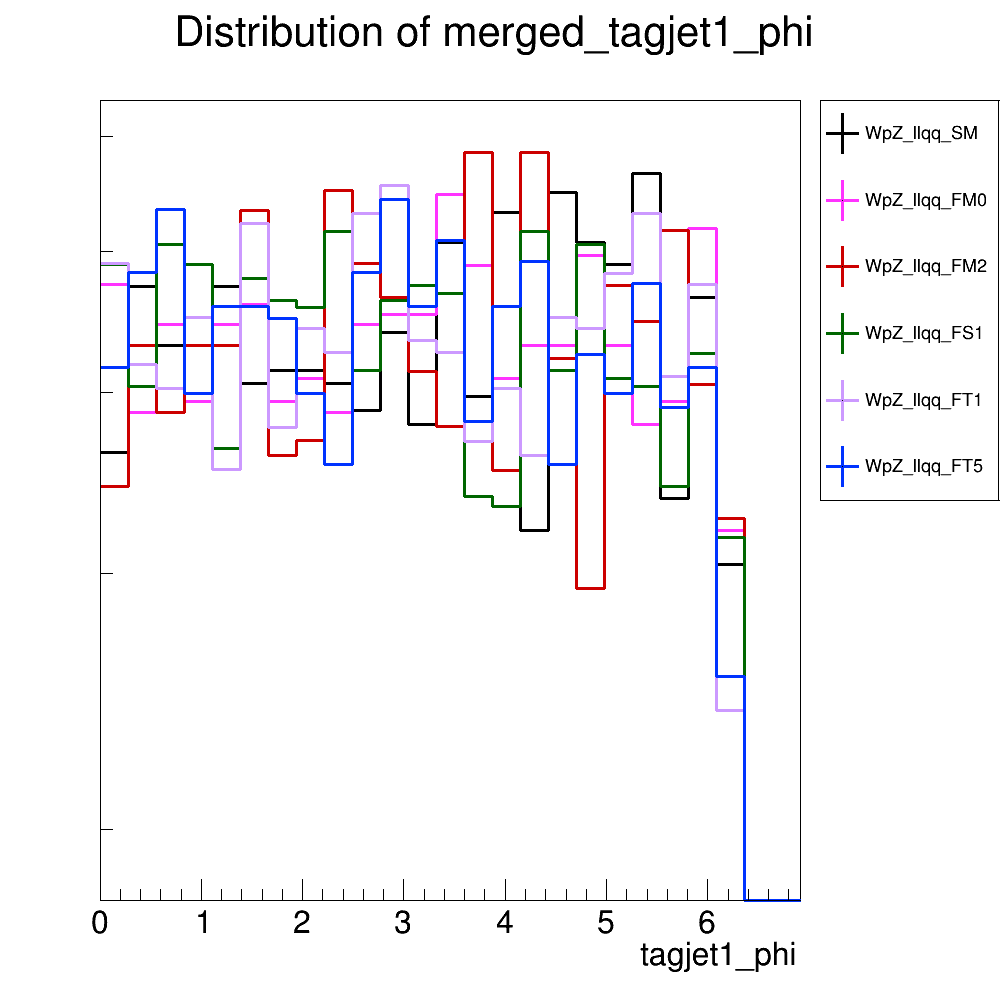 Distribution of merged_tagjet1_phi
WpZ_llqq_SM
WpZ_llqq_FM0
WpZ_llqq_FM2
WpZ_llqq_FS1
WpZ_llqq_FT1
WpZ_llqq_FT5
0 1 2 3 4 5 6
tagjet1_phi